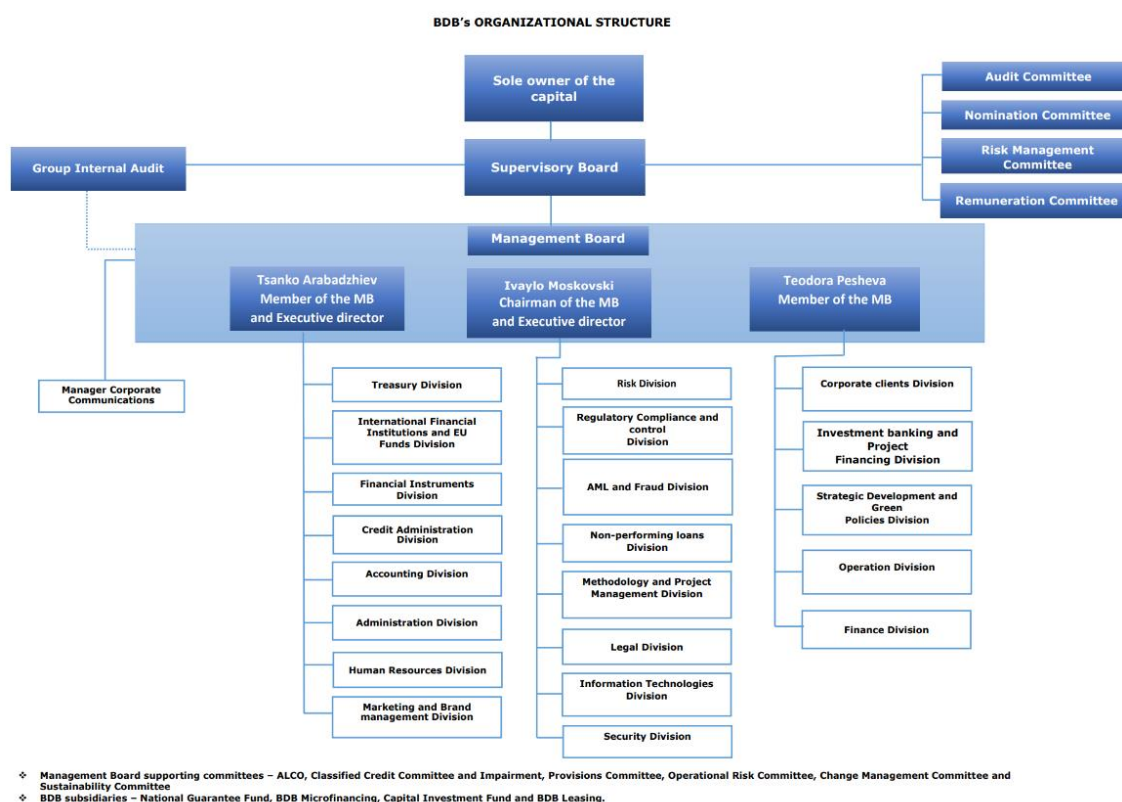 BDB's ORGANIZATIONAL STRUCTURE
Sole owner of the
capital
Supervisory Board
Group Internal Audit
Audit Committee
Nomination Committee
Risk Management
Committee
Remuneration Committee
Management Board
Tsanko Arabadzhiev
Member of the MB
and Executive director
Ivaylo Moskovski
Chairman of the MB
and Executive director
Teodora Pesheva
Member of the MB
Manager Corporate
Communications
Treasury Division
International Financial
Institutions and EU
Funds Division
Financial Instruments
Division
Credit Administration
Division
Accounting Division
Administration Division
Human Resources Division
Marketing and Brand
management Division
Risk Division
Regulatory Compliance and
control
Division
AML and Fraud Division
Non-performing loans
Division
Methodology and Project
Management Division
Legal Division
Information Technologies
Division
Security Division
Corporate clients Division
Investment banking and
Project
Financing Division
Strategic Development and
Green
Policies Division
Operation Division
Finance Division
❖ Management Board supporting committees – ALCO, Classified Credit Committee and Impairment, Provisions Committee, Operational Risk Committee, Change Management Committee and
Sustainability Committee
❖ BDB subsidiaries – National Guarantee Fund, BDB Microfinancing, Capital Investment Fund and BDB Leasing.